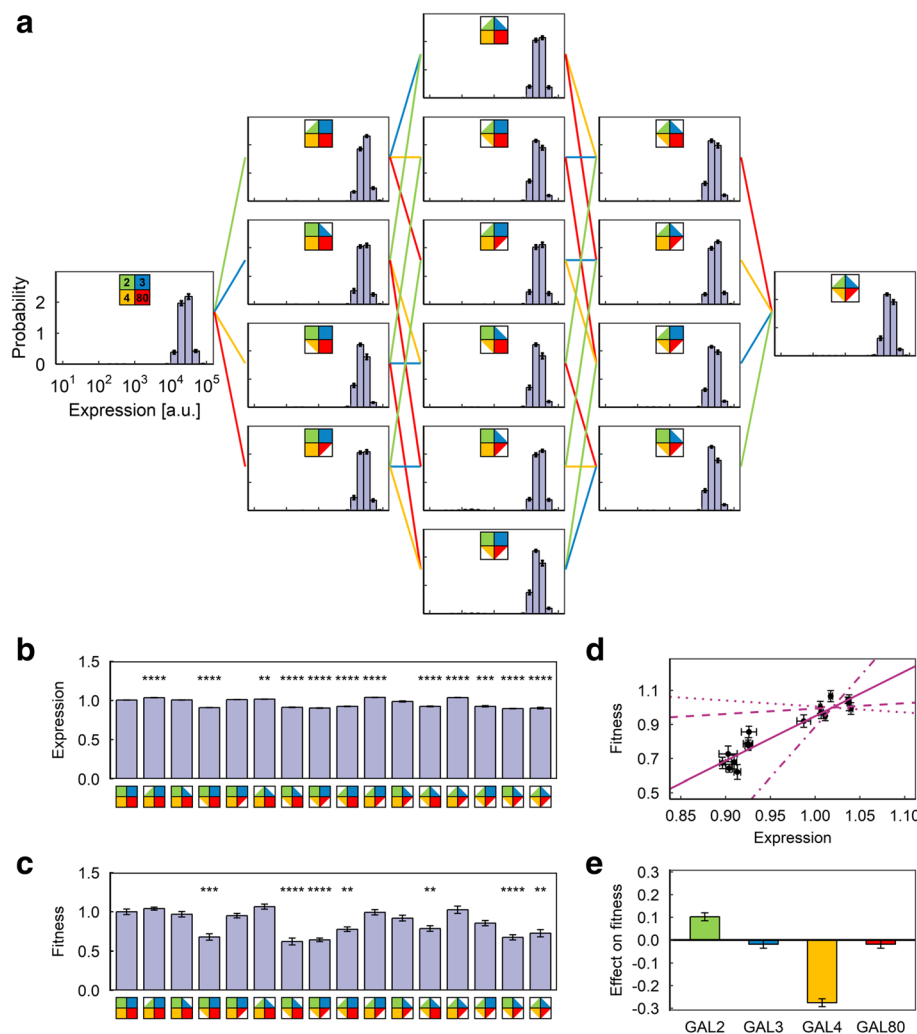 a
2 3
4 80
Probability
2
1
0
10¹ 10² 10³ 10⁴ 10⁵
Expression [a.u.]
b
Expression
1.5
1.0
0.5
0.0
**** **** ** **** **** **** **** **** **** *** **** ****
c
Fitness
1.5
1.0
0.5
0.0
*** **** **** ** ** **** **
d
Fitness
1.1
0.9
0.7
0.5
0.85 0.90 0.95 1.00 1.05 1.10
Expression
e
Effect on fitness
0.3
0.2
0.1
0.0
-0.1
-0.2
-0.3
GAL2 GAL3 GAL4 GAL80